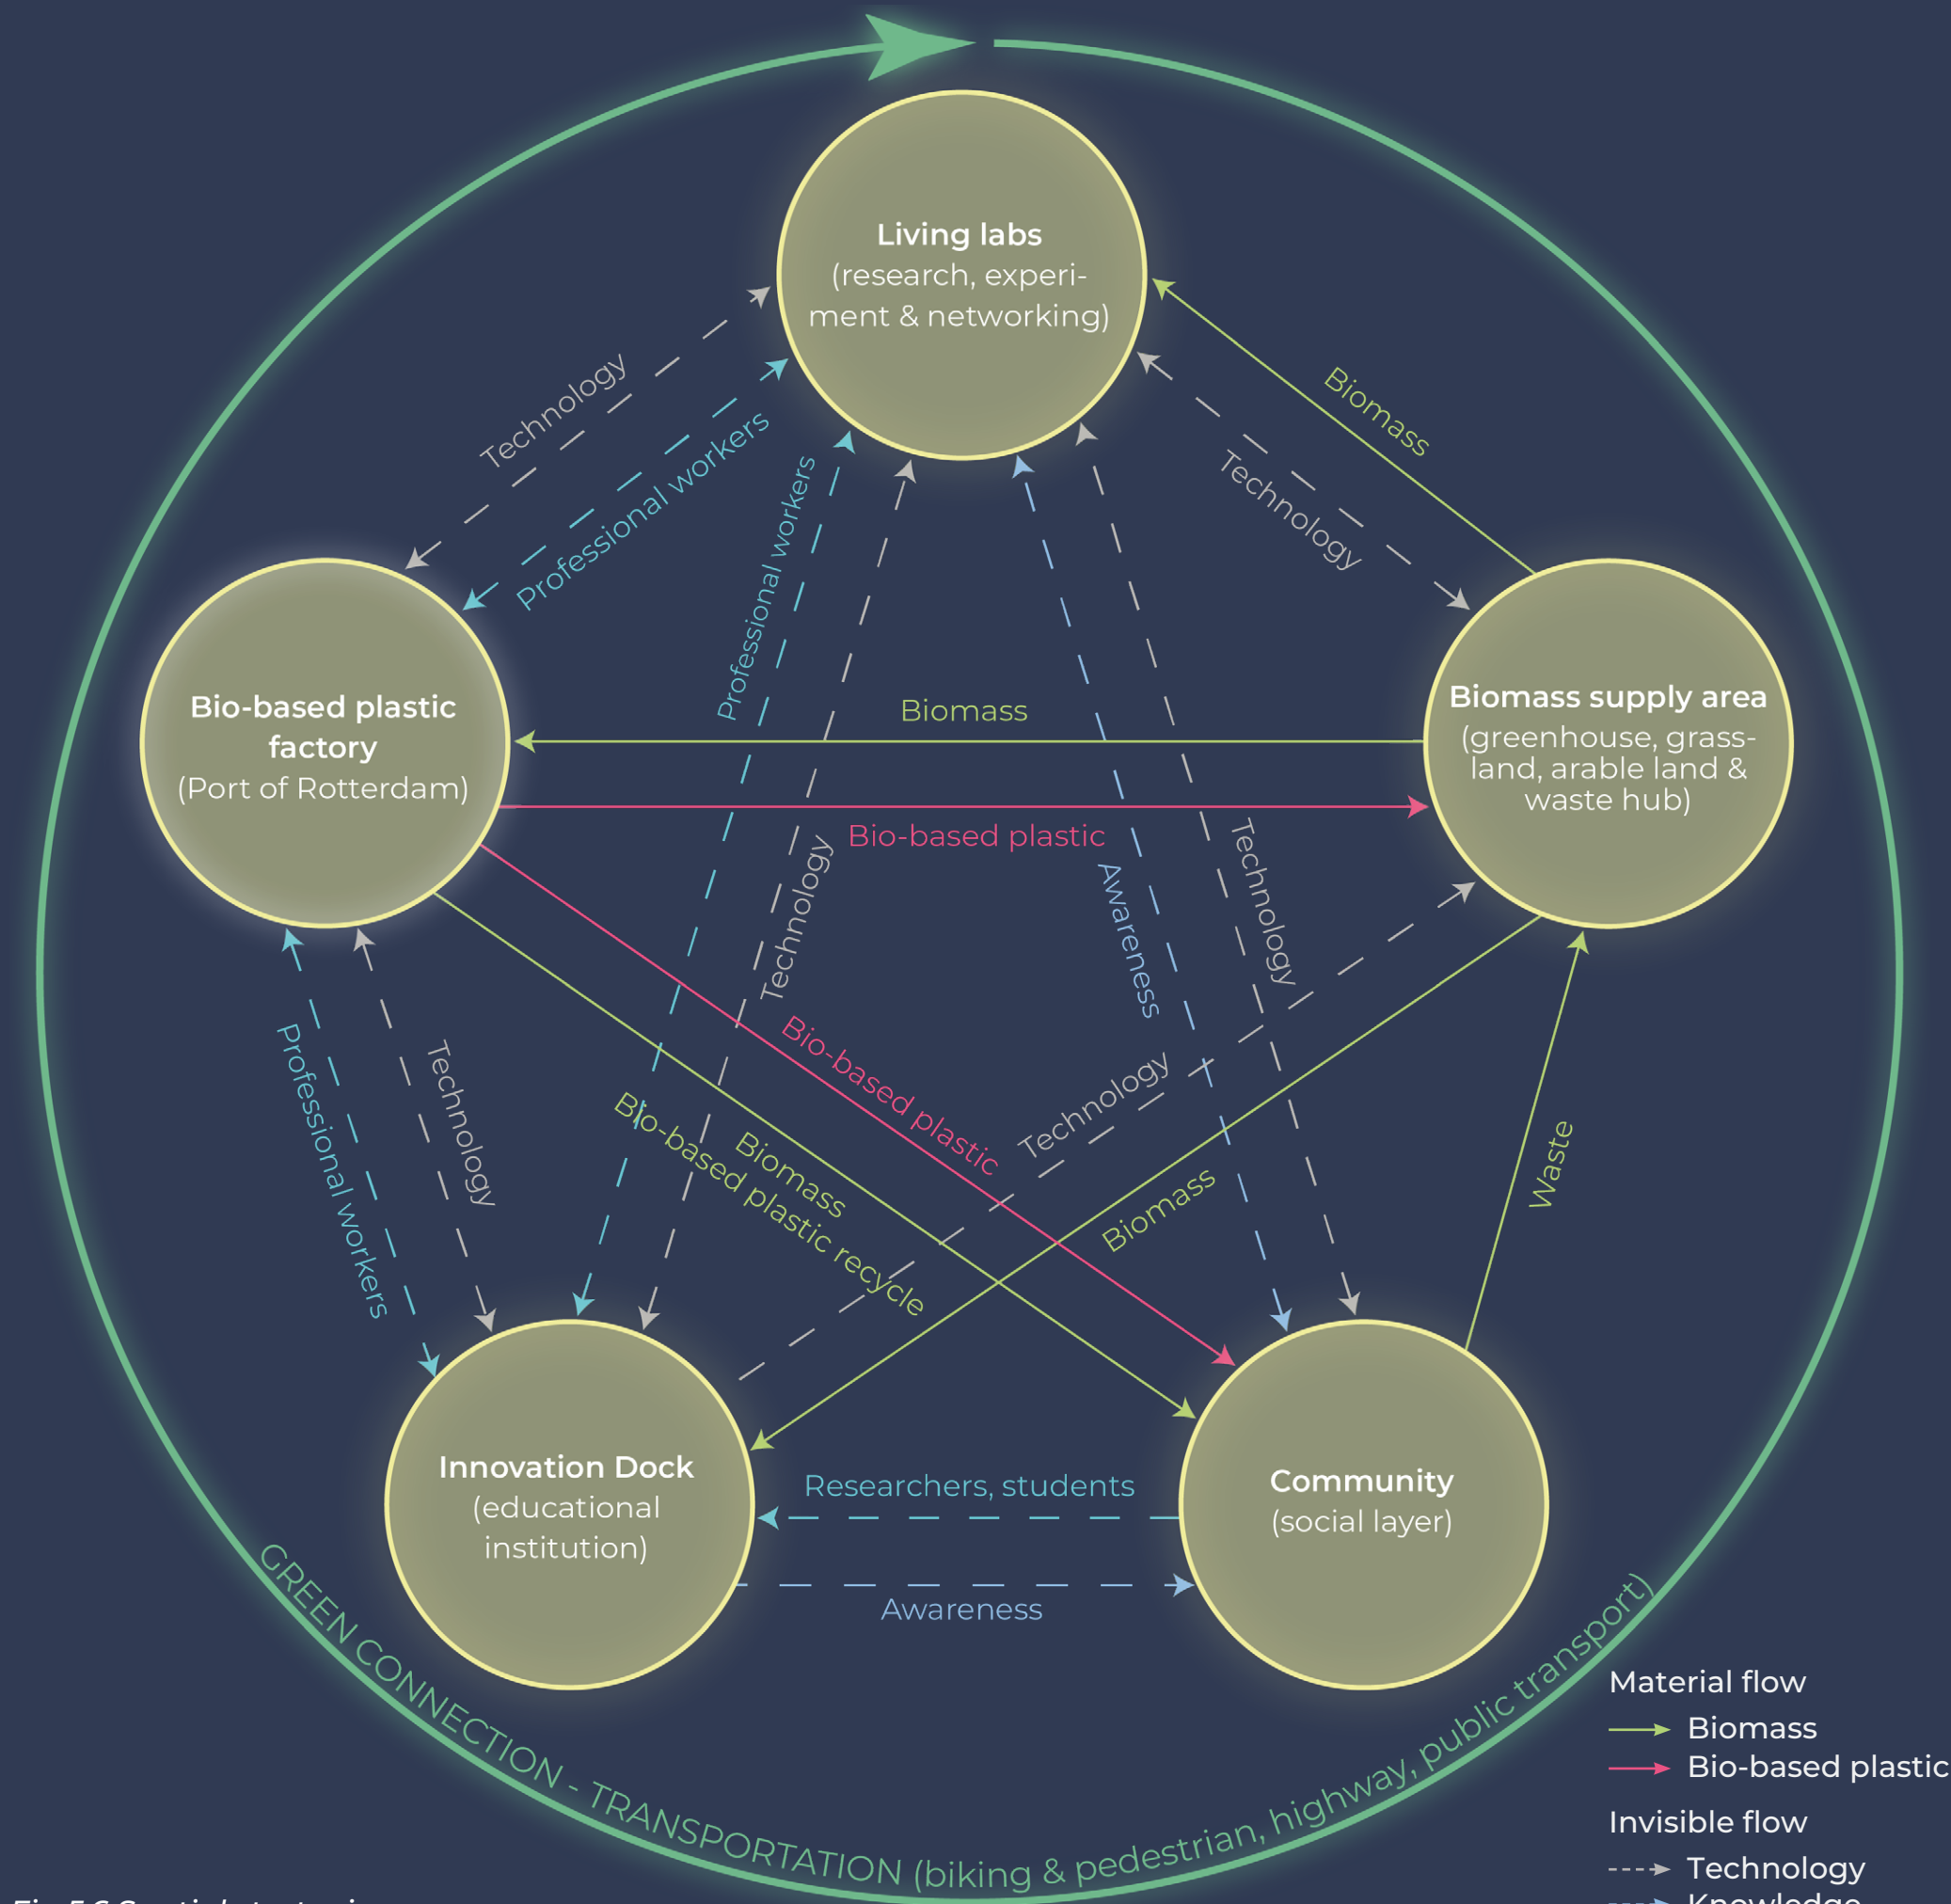 Living labs
(research, experi-
ment & networking)
Technology
Professional workers
Professional workers
Biomass
Technology
Bio-based plastic
factory
(Port of Rotterdam)
Biomass
Bio-based plastic
Biomass supply area
(greenhouse, grass-
land, arable land &
waste hub)
Technology
Awareness
Technology
Professional workers
Technology
Bio-based plastic
Biomass
Bio-based plastic recycle
Technology
Biomass
Waste
Innovation Dock
(educational
institution)
Researchers, students
Awareness
Community
(social layer)
GREEN CONNECTION - TRANSPORTATION (biking & pedestrian, highway, public transport)
Material flow
Biomass
Bio-based plastic
Invisible flow
Technology
Knowledge